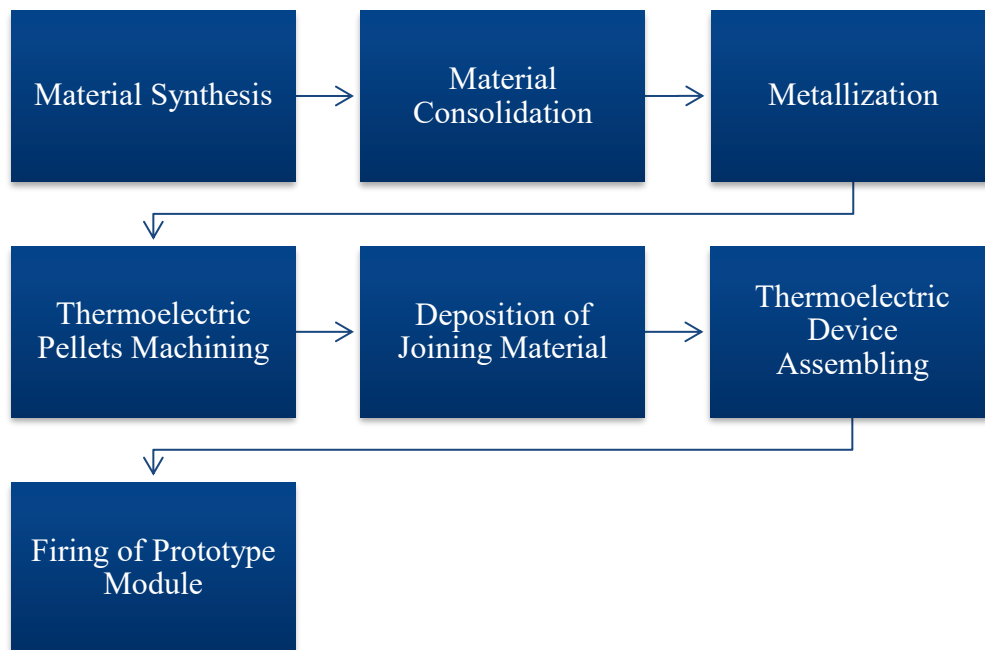 Material Synthesis
Material
Consolidation
Metallization
Thermoelectric
Pellets Machining
Deposition of
Joining Material
Thermoelectric
Device
Assembling
Firing of Prototype
Module